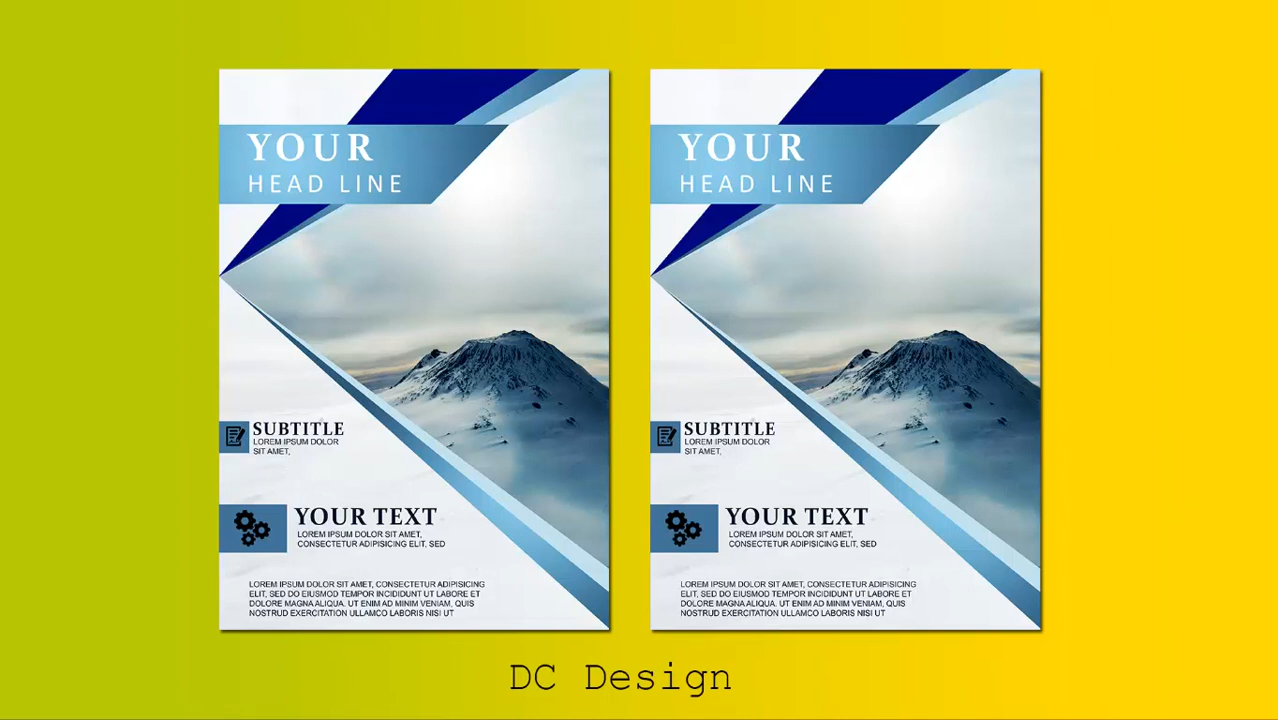 YOUR
HEAD LINE
SUBTITLE
LOREM IPSUM DOLOR
SIT AMET,
YOUR TEXT
LOREM IPSUM DOLOR SIT AMET,
CONSECTETUR ADIPISICING ELIT, SED
LOREM IPSUM DOLOR SIT AMET, CONSECTETUR ADIPISICING
ELIT, SED DO EIUSMOD TEMPOR INCIDIDUNT UT LABORE ET
DOLORE MAGNA ALIQUA. UT ENIM AD MINIM VENIAM, QUIS
NOSTRUD EXERCITATION ULLAMCO LABORIS NISI UT
YOUR
HEAD LINE
SUBTITLE
LOREM IPSUM DOLOR
SIT AMET,
YOUR TEXT
LOREM IPSUM DOLOR SIT AMET,
CONSECTETUR ADIPISICING ELIT, SED
LOREM IPSUM DOLOR SIT AMET, CONSECTETUR ADIPISICING
ELIT, SED DO EIUSMOD TEMPOR INCIDIDUNT UT LABORE ET
DOLORE MAGNA ALIQUA. UT ENIM AD MINIM VENIAM, QUIS
NOSTRUD EXERCITATION ULLAMCO LABORIS NISI UT
DC Design